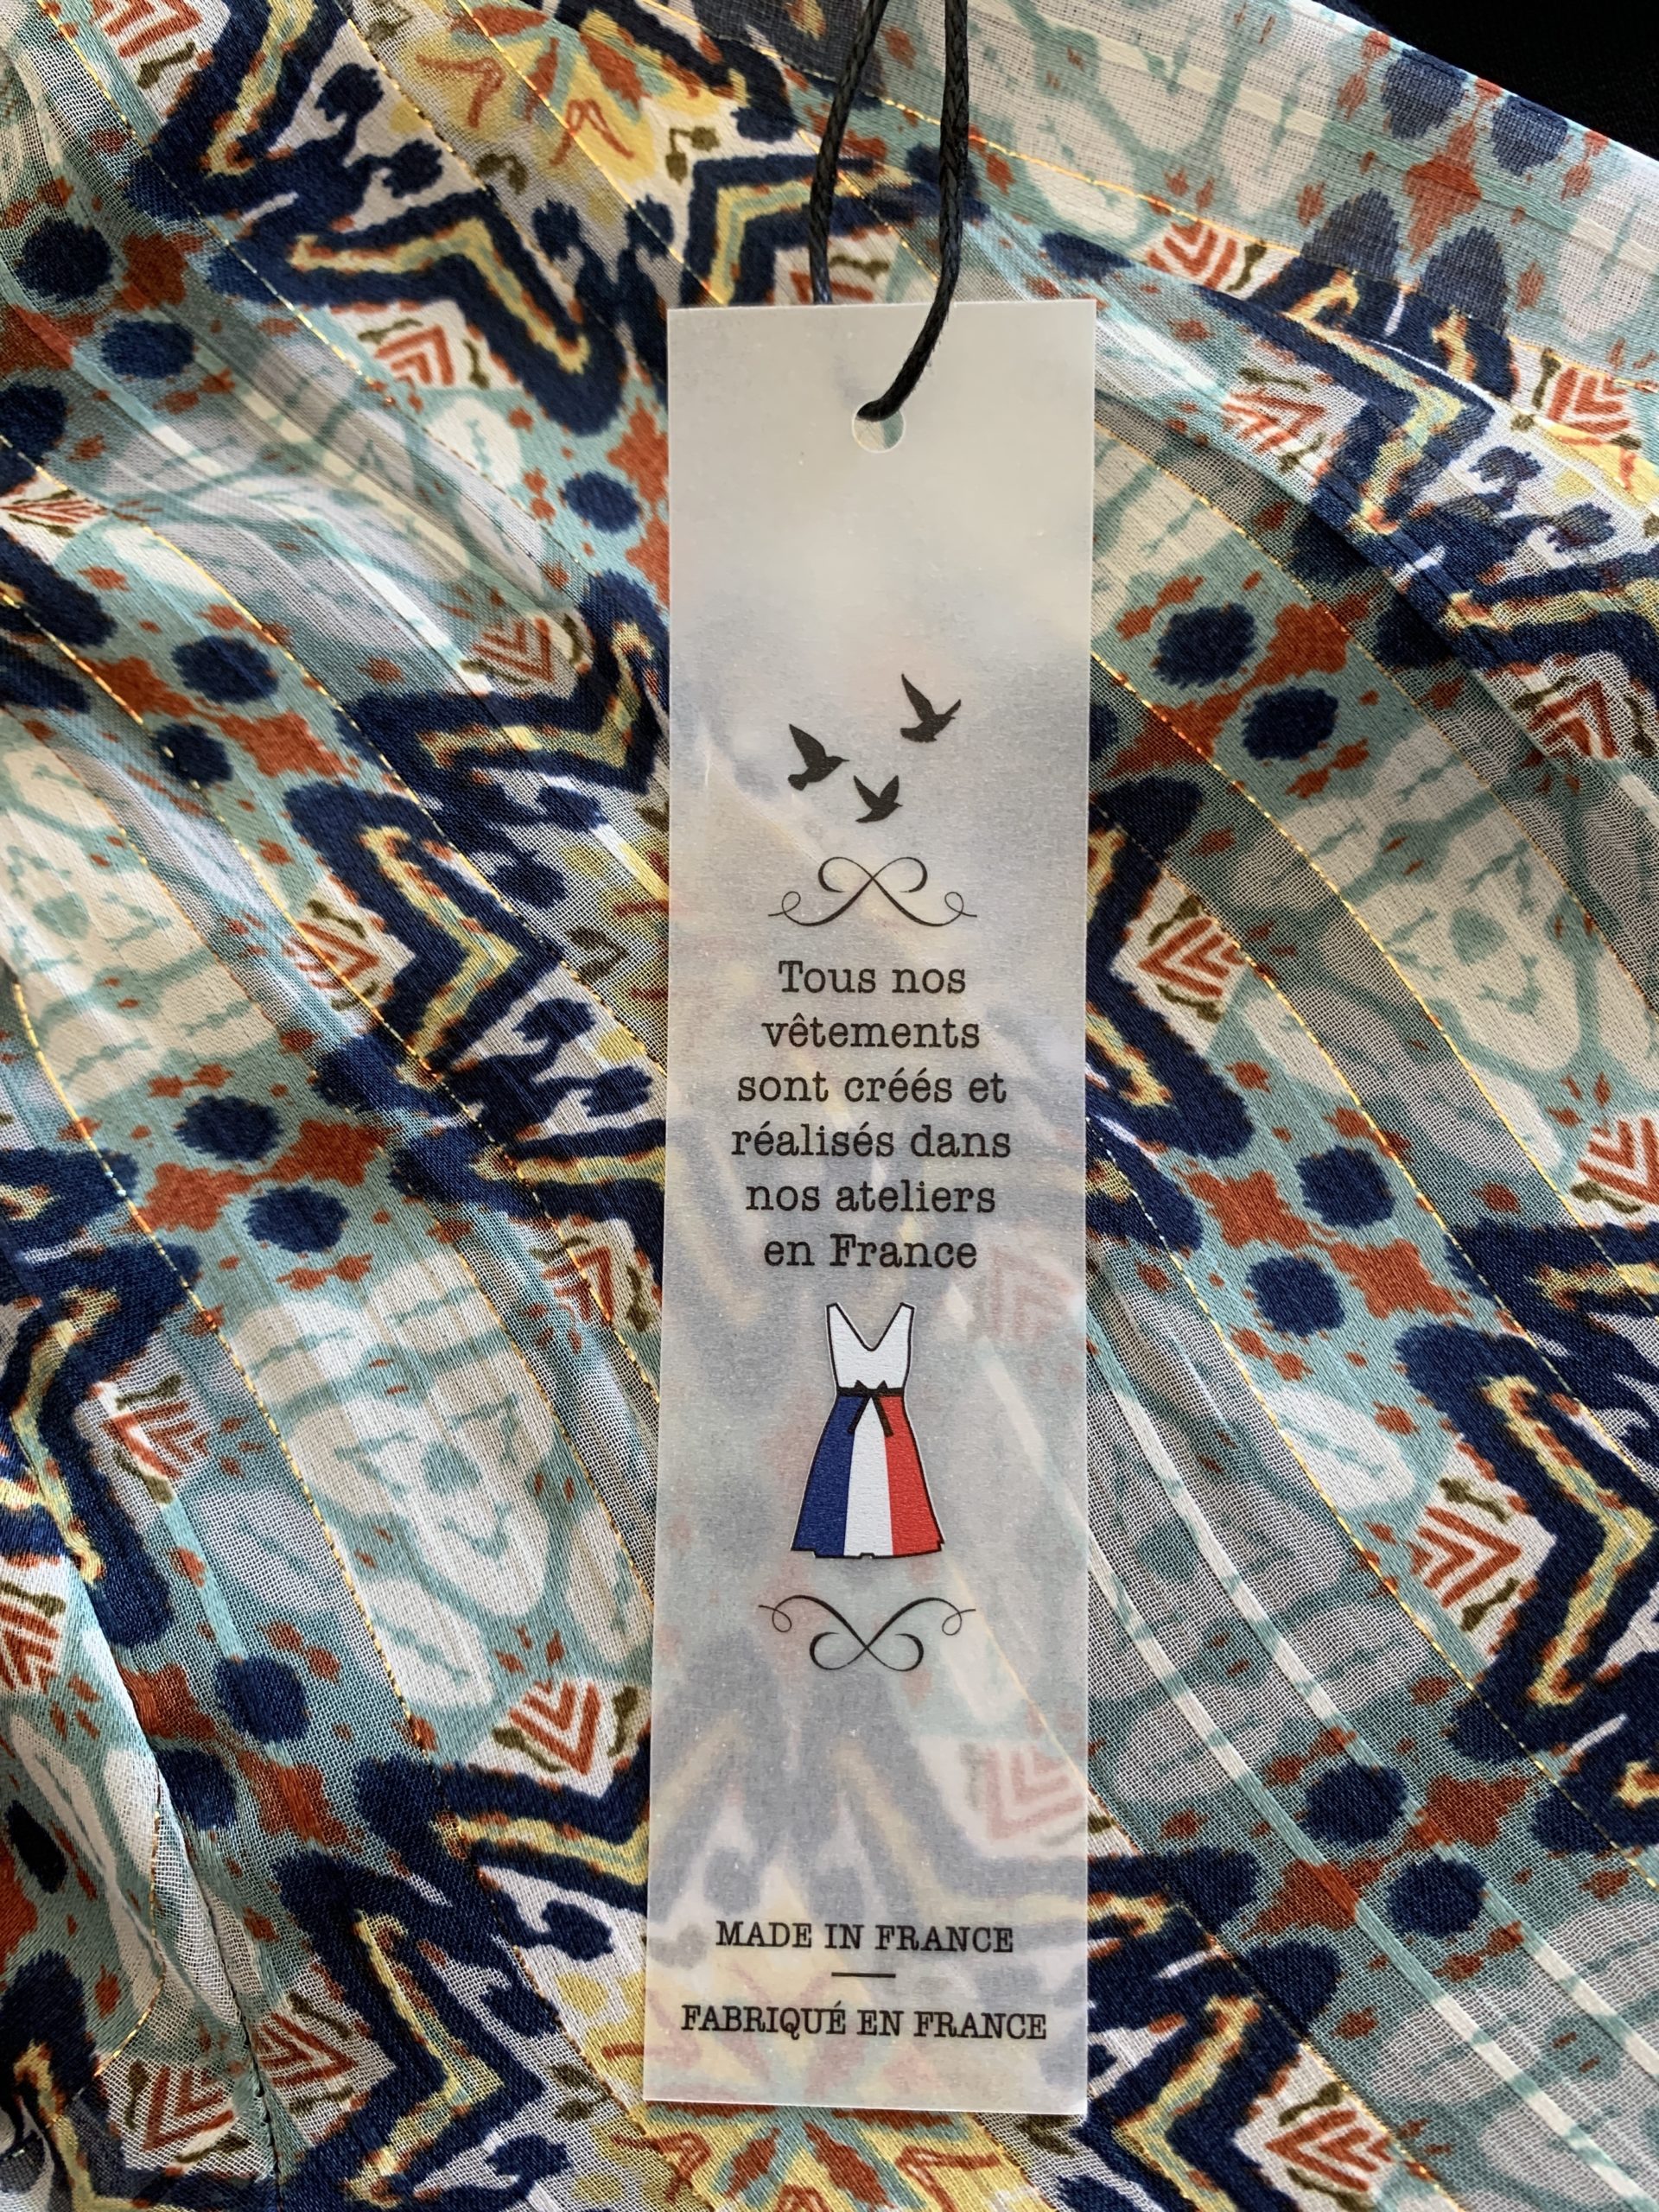 Tous nos
vêtements
sont créés et
réalisés dans
nos ateliers
en France
MADE IN FRANCE
FABRIQUÉ EN FRANCE